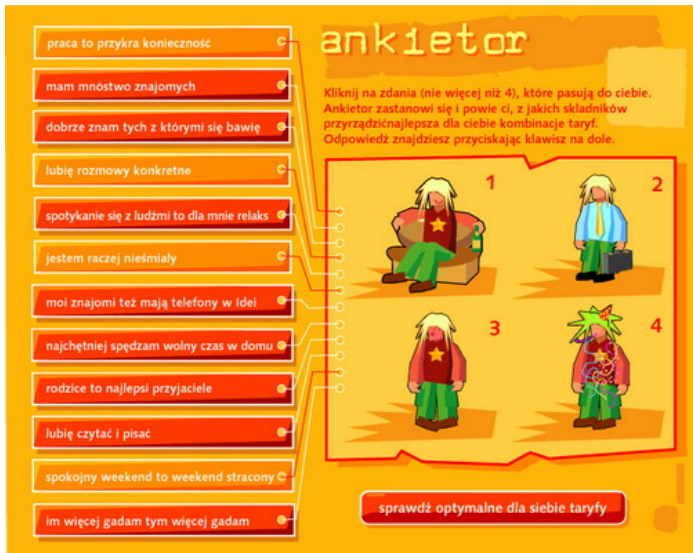 praca to przykra konieczność
mam mnóstwo znajomych
dobrze znam tych z którymi się bawię
lubię rozmowy konkretne
spotykanie się z ludźmi to dla mnie relaks
jestem raczej nieśmiały
moi znajomi też mają telefony w Idei
najchętniej spędzam wolny czas w domu
rodzice to najlepsi przyjaciele
lubię czytać i pisać
spokojny weekend to weekend stracony
im więcej gadam tym więcej gadam
ankietor
Kliknij na zdania (nie więcej niż 4), które pasują do ciebie.
Ankietor zastanowi się i powie ci, z jakich składników
przyrządzićnajlepsza dla ciebie kombinacje taryf.
Odpowiedź znajdziesz przyciskając klawisz na dole.
1
2
3
4
sprawdź optymalne dla siebie taryfy